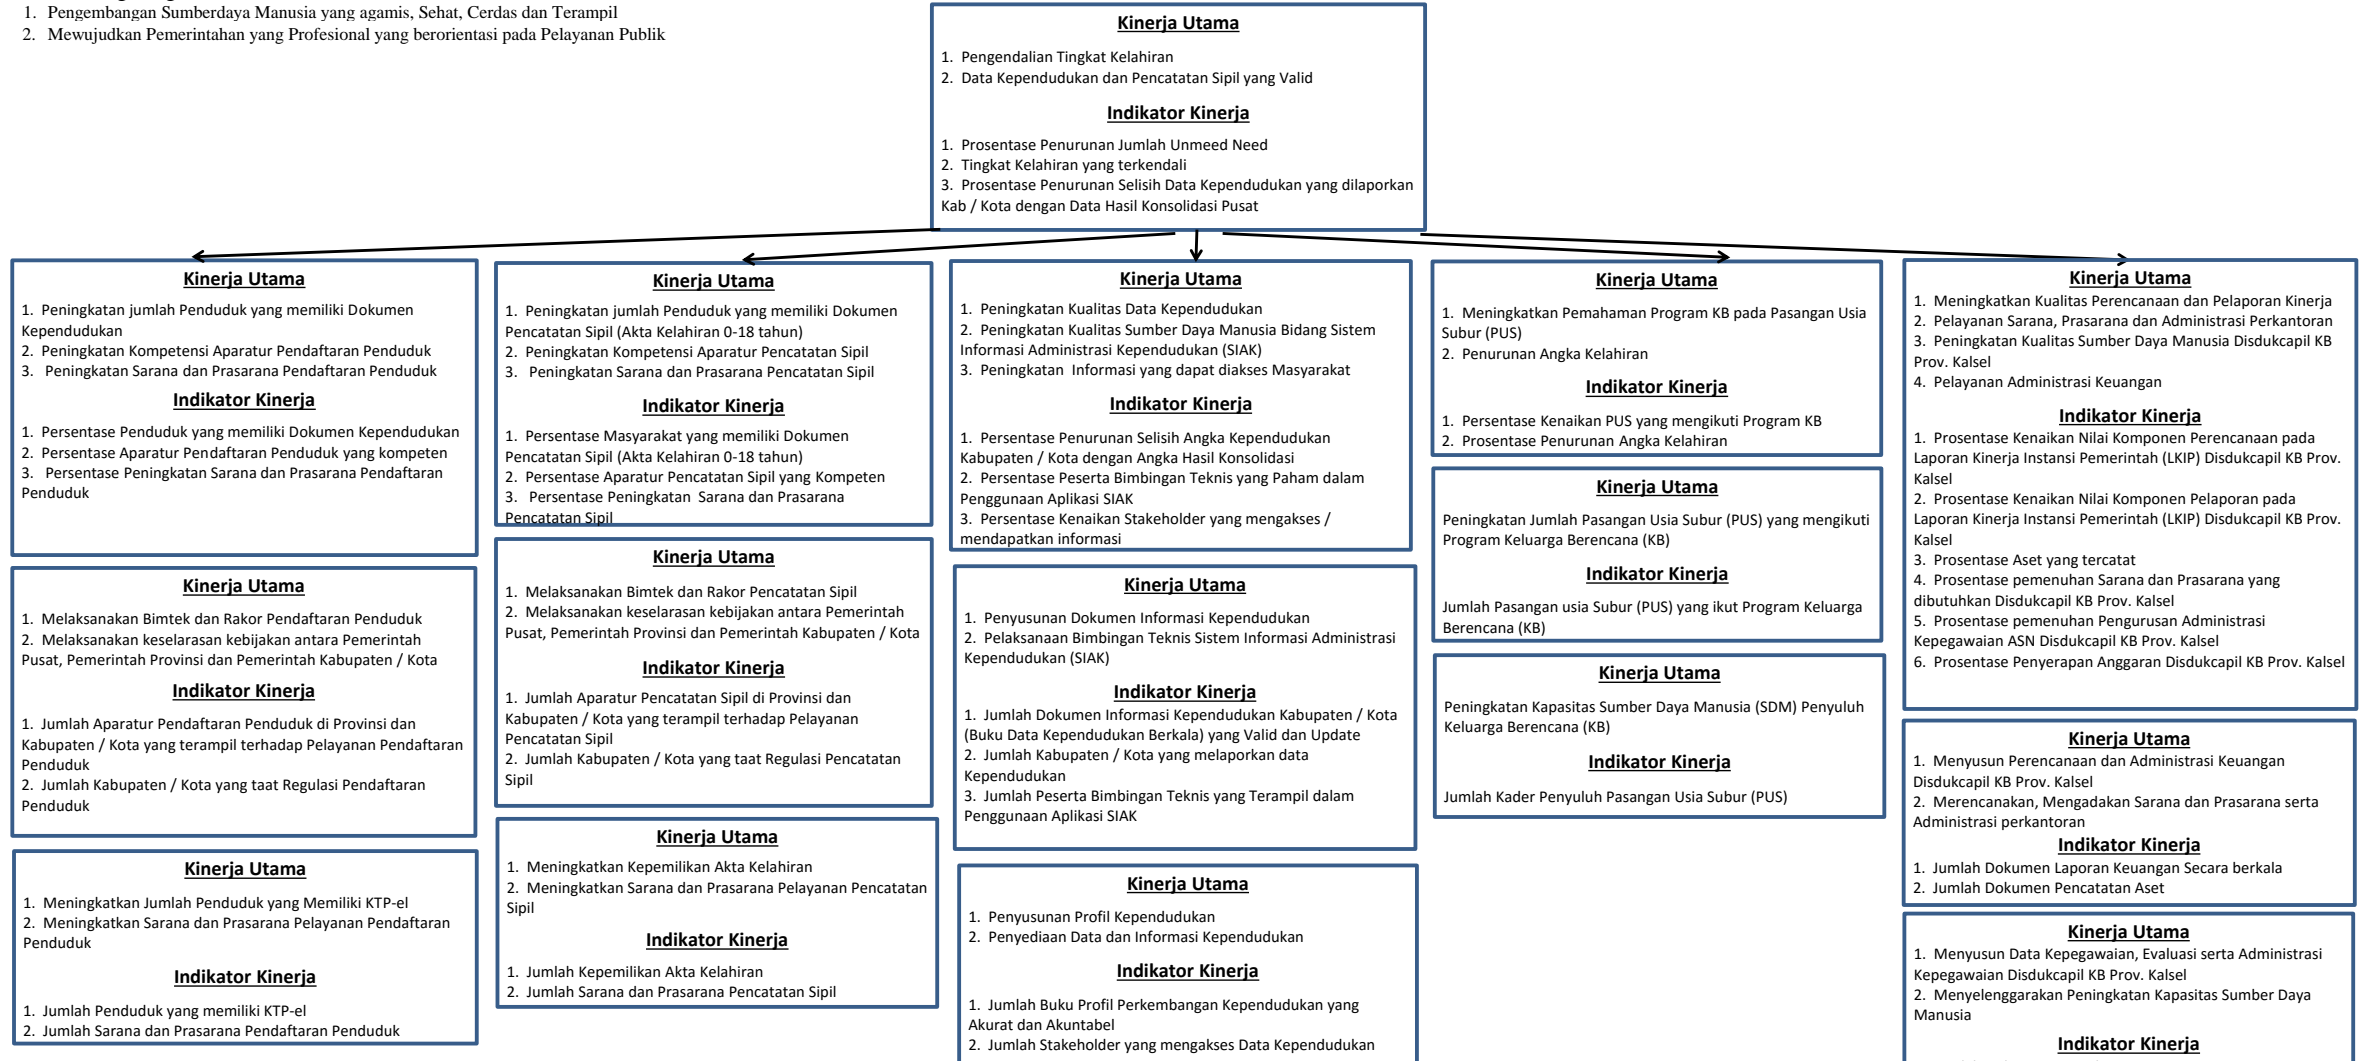 1. Pengembangan Sumberdaya Manusia yang agamis, Sehat, Cerdas dan Terampil
2. Mewujudkan Pemerintahan yang Profesional yang berorientasi pada Pelayanan Publik
Kinerja Utama
1. Pengendalian Tingkat Kelahiran
2. Data Kependudukan dan Pencatatan Sipil yang Valid
Indikator Kinerja
1. Prosentase Penurunan Jumlah Unmeed Need
2. Tingkat Kelahiran yang terkendali
3. Prosentase Penurunan Selisih Data Kependudukan yang dilaporkan
Kab / Kota dengan Data Hasil Konsolidasi Pusat
Kinerja Utama
1. Peningkatan jumlah Penduduk yang memiliki Dokumen
Kependudukan
2. Peningkatan Kompetensi Aparatur Pendaftaran Penduduk
3. Peningkatan Sarana dan Prasarana Pendaftaran Penduduk
Indikator Kinerja
1. Persentase Penduduk yang memiliki Dokumen Kependudukan
2. Persentase Aparatur Pendaftaran Penduduk yang kompeten
3. Persentase Peningkatan Sarana dan Prasarana Pendaftaran
Penduduk
Kinerja Utama
1. Melaksanakan Bimtek dan Rakor Pendaftaran Penduduk
2. Melaksanakan keselarasan kebijakan antara Pemerintah
Pusat, Pemerintah Provinsi dan Pemerintah Kabupaten / Kota
Indikator Kinerja
1. Jumlah Aparatur Pendaftaran Penduduk di Provinsi dan
Kabupaten / Kota yang terampil terhadap Pelayanan Pendaftaran
Penduduk
2. Jumlah Kabupaten / Kota yang taat Regulasi Pendaftaran
Penduduk
Kinerja Utama
1. Meningkatkan Jumlah Penduduk yang Memiliki KTP-el
2. Meningkatkan Sarana dan Prasarana Pelayanan Pendaftaran
Penduduk
Indikator Kinerja
1. Jumlah Penduduk yang memiliki KTP-el
2. Jumlah Sarana dan Prasarana Pendaftaran Penduduk
Kinerja Utama
1. Peningkatan jumlah Penduduk yang memiliki Dokumen
Pencatatan Sipil (Akta Kelahiran 0-18 tahun)
2. Peningkatan Kompetensi Aparatur Pencatatan Sipil
3. Peningkatan Sarana dan Prasarana Pencatatan Sipil
Indikator Kinerja
1. Persentase Masyarakat yang memiliki Dokumen
Pencatatan Sipil (Akta Kelahiran 0-18 tahun)
2. Persentase Aparatur Pencatatan Sipil yang Kompeten
3. Persentase Peningkatan Sarana dan Prasarana
Pencatatan Sipil
Kinerja Utama
1. Melaksanakan Bimtek dan Rakor Pencatatan Sipil
2. Melaksanakan keselarasan kebijakan antara Pemerintah
Pusat, Pemerintah Provinsi dan Pemerintah Kabupaten / Kota
Indikator Kinerja
1. Jumlah Aparatur Pencatatan Sipil di Provinsi dan
Kabupaten / Kota yang terampil terhadap Pelayanan
Pencatatan Sipil
2. Jumlah Kabupaten / Kota yang taat Regulasi Pencatatan
Sipil
Kinerja Utama
1. Meningkatkan Kepemilikan Akta Kelahiran
2. Meningkatkan Sarana dan Prasarana Pelayanan Pencatatan
Sipil
Indikator Kinerja
1. Jumlah Kepemilikan Akta Kelahiran
2. Jumlah Sarana dan Prasarana Pencatatan Sipil
Kinerja Utama
1. Peningkatan Kualitas Data Kependudukan
2. Peningkatan Kualitas Sumber Daya Manusia Bidang Sistem
Informasi Administrasi Kependudukan (SIAK)
3. Peningkatan Informasi yang dapat diakses Masyarakat
Indikator Kinerja
1. Persentase Penurunan Selisih Angka Kependudukan
Kabupaten / Kota dengan Angka Hasil Konsolidasi
2. Persentase Peserta Bimbingan Teknis yang Paham dalam
Penggunaan Aplikasi SIAK
3. Persentase Kenaikan Stakeholder yang mengakses /
mendapatkan informasi
Kinerja Utama
1. Penyusunan Dokumen Informasi Kependudukan
2. Pelaksanaan Bimbingan Teknis Sistem Informasi Administrasi
Kependudukan (SIAK)
Indikator Kinerja
1. Jumlah Dokumen Informasi Kependudukan Kabupaten / Kota
(Buku Data Kependudukan Berkala) yang Valid dan Update
2. Jumlah Kabupaten / Kota yang melaporkan data
Kependudukan
3. Jumlah Peserta Bimbingan Teknis yang Terampil dalam
Penggunaan Aplikasi SIAK
Kinerja Utama
1. Penyusunan Profil Kependudukan
2. Penyediaan Data dan Informasi Kependudukan
Indikator Kinerja
1. Jumlah Buku Profil Perkembangan Kependudukan yang
Akurat dan Akuntabel
2. Jumlah Stakeholder yang mengakses Data Kependudukan
Kinerja Utama
1. Meningkatkan Pemahaman Program KB pada Pasangan Usia
Subur (PUS)
2. Penurunan Angka Kelahiran
Indikator Kinerja
1. Persentase Kenaikan PUS yang mengikuti Program KB
2. Prosentase Penurunan Angka Kelahiran
Kinerja Utama
Peningkatan Jumlah Pasangan Usia Subur (PUS) yang mengikuti
Program Keluarga Berencana (KB)
Indikator Kinerja
Jumlah Pasangan usia Subur (PUS) yang ikut Program Keluarga
Berencana (KB)
Kinerja Utama
Peningkatan Kapasitas Sumber Daya Manusia (SDM) Penyuluh
Keluarga Berencana (KB)
Indikator Kinerja
Jumlah Kader Penyuluh Pasangan Usia Subur (PUS)
Kinerja Utama
1. Meningkatkan Kualitas Perencanaan dan Pelaporan Kinerja
2. Pelayanan Sarana, Prasarana dan Administrasi Perkantoran
3. Peningkatan Kualitas Sumber Daya Manusia Disdukcapil KB
Prov. Kalsel
4. Pelayanan Administrasi Keuangan
Indikator Kinerja
1. Prosentase Kenaikan Nilai Komponen Perencanaan pada
Laporan Kinerja Instansi Pemerintah (LKIP) Disdukcapil KB Prov.
Kalsel
2. Prosentase Kenaikan Nilai Komponen Pelaporan pada
Laporan Kinerja Instansi Pemerintah (LKIP) Disdukcapil KB Prov.
Kalsel
3. Prosentase Aset yang tercatat
4. Prosentase pemenuhan Sarana dan Prasarana yang
dibutuhkan Disdukcapil KB Prov. Kalsel
5. Prosentase pemenuhan Pengurusan Administrasi
Kepegawaian ASN Disdukcapil KB Prov. Kalsel
6. Prosentase Penyerapan Anggaran Disdukcapil KB Prov. Kalsel
Kinerja Utama
1. Menyusun Perencanaan dan Administrasi Keuangan
Disdukcapil KB Prov. Kalsel
2. Merencanakan, Mengadakan Sarana dan Prasarana serta
Administrasi perkantoran
Indikator Kinerja
1. Jumlah Dokumen Laporan Keuangan Secara berkala
2. Jumlah Dokumen Pencatatan Aset
Kinerja Utama
1. Menyusun Data Kepegawaian, Evaluasi serta Administrasi
Kepegawaian Disdukcapil KB Prov. Kalsel
2. Menyelenggarakan Peningkatan Kapasitas Sumber Daya
Manusia
Indikator Kinerja